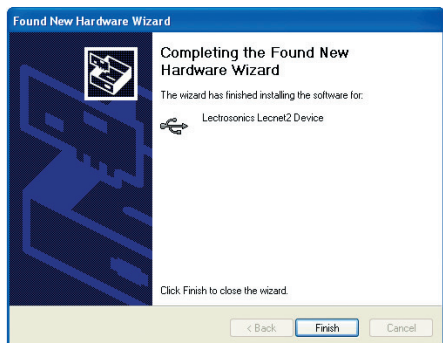 Found New Hardware Wizard
Completing the Found New
Hardware Wizard
The wizard has finished installing the software for:
Lectrosonics Lecnet2 Device
Click Finish to close the wizard.
< Back
Finish
Cancel